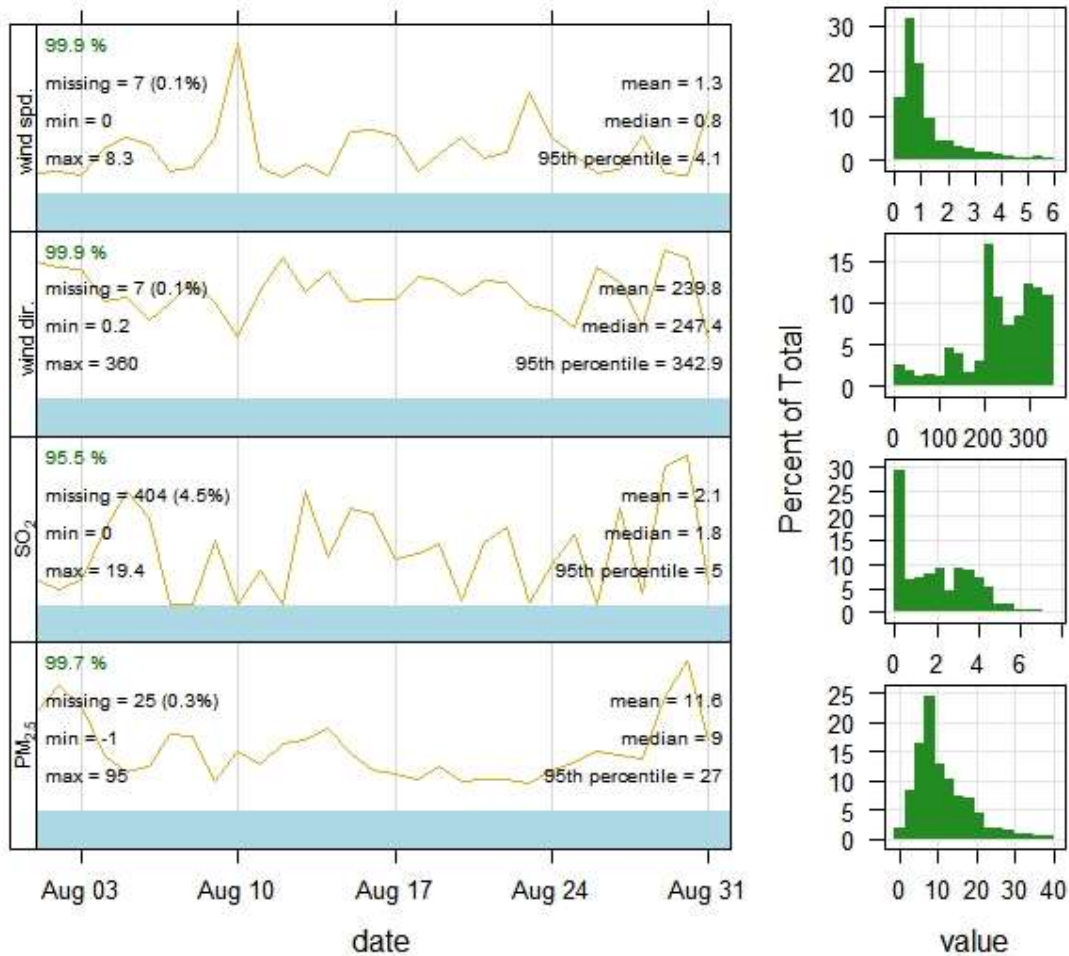 wind spd.
99.9 %
missing = 7 (0.1%)
min = 0
max = 8.3
mean = 1.3
median = 0.8
95th percentile = 4.1
wind dir.
99.9 %
missing = 7 (0.1%)
min = 0.2
max = 360
mean = 239.8
median = 247.4
95th percentile = 342.9
SO₂
95.5 %
missing = 404 (4.5%)
min = 0
max = 19.4
mean = 2.1
median = 1.8
95th percentile = 5
PM₂.₅
99.7 %
missing = 25 (0.3%)
min = -1
max = 95
mean = 11.6
median = 9
95th percentile = 27
Aug 03 Aug 10 Aug 17 Aug 24 Aug 31
date
Percent of Total
30
20
10
0
0 1 2 3 4 5 6
15
10
5
0
0 100 200 300
30
25
20
15
10
5
0
0 2 4 6
25
20
15
10
5
0
0 10 20 30 40
value